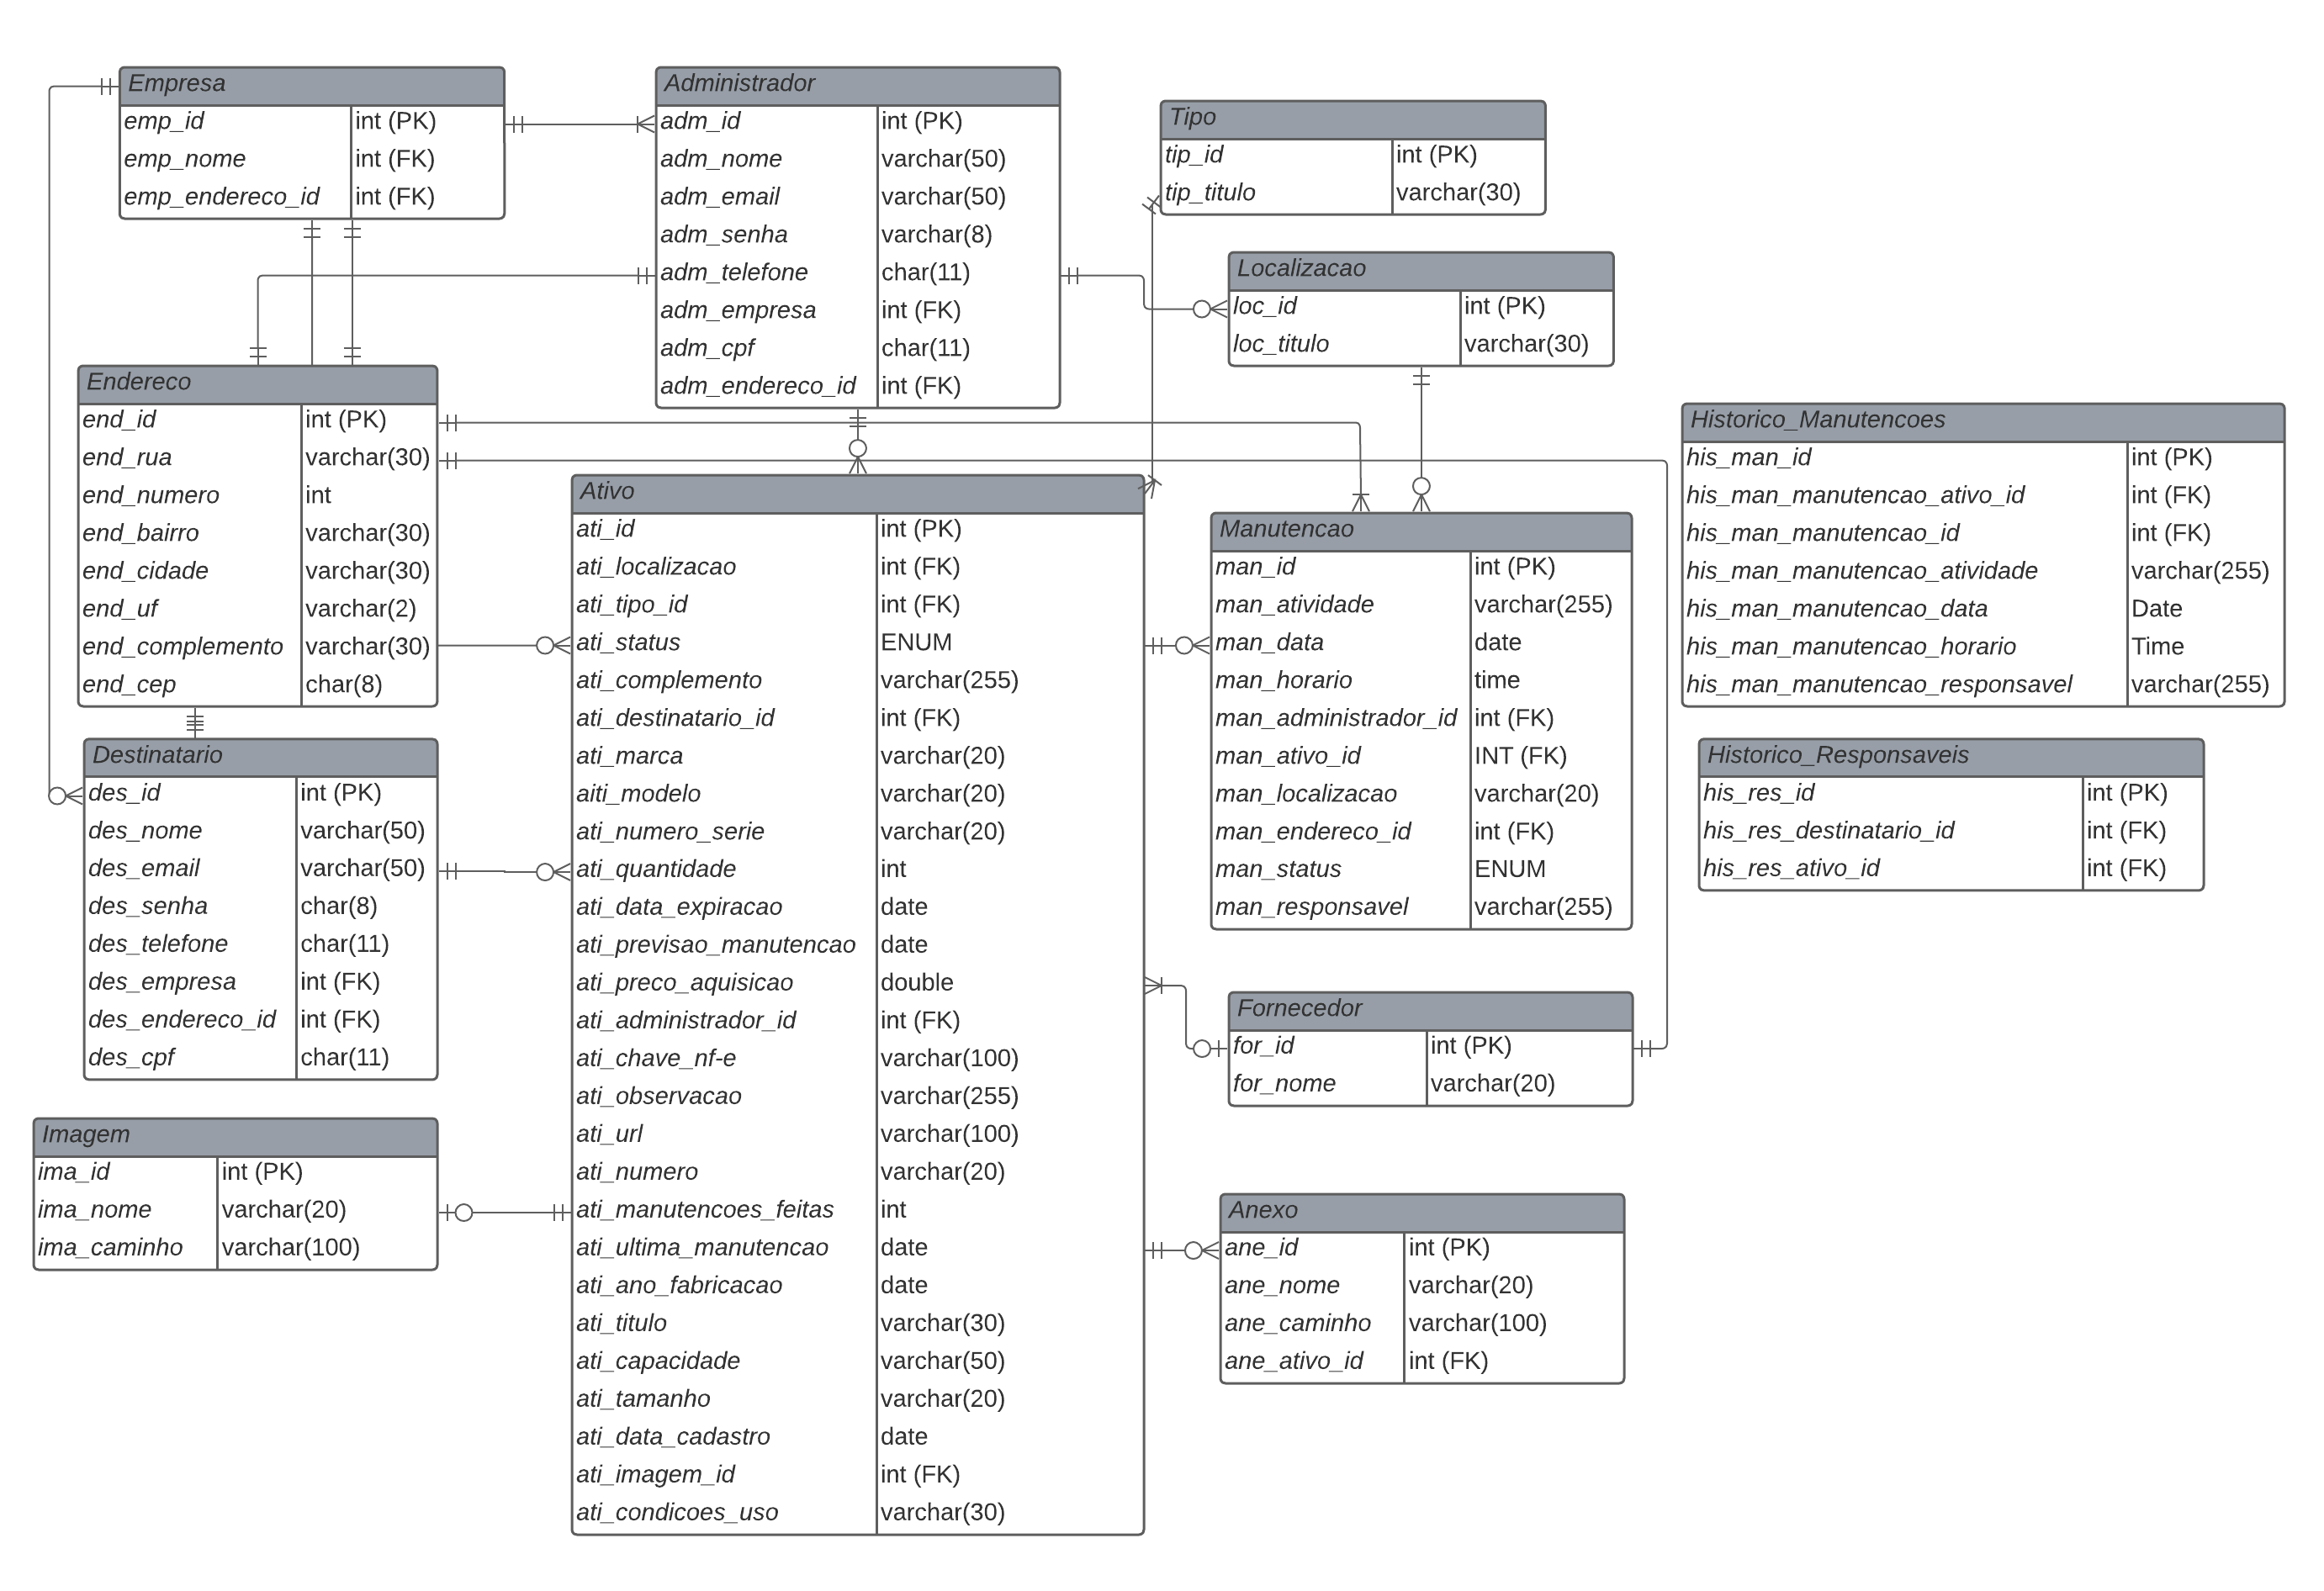 Empresa
emp_id int (PK)
emp_nome int (FK)
emp_endereco_id int (FK)
Administrador
adm_id int (PK)
adm_nome varchar(50)
adm_email varchar(50)
adm_senha varchar(8)
adm_telefone char(11)
adm_empresa int (FK)
adm_cpf char(11)
adm_endereco_id int (FK)
Tipo
tip_id int (PK)
tip_titulo varchar(30)
Localizacao
loc_id int (PK)
loc_titulo varchar(30)
Endereco
end_id int (PK)
end_rua varchar(30)
end_numero int
end_bairro varchar(30)
end_cidade varchar(30)
end_uf varchar(2)
end_complemento varchar(30)
end_cep char(8)
Historico_Manutencoes
his_man_id int (PK)
his_man_manutencao_ativo_id int (FK)
his_man_manutencao_id int (FK)
his_man_manutencao_atividade varchar(255)
his_man_manutencao_data Date
his_man_manutencao_horario Time
his_man_manutencao_responsavel varchar(255)
Ativo
ati_id int (PK)
ati_localizacao int (FK)
ati_tipo_id int (FK)
ati_status ENUM
ati_complemento varchar(255)
ati_destinatario_id int (FK)
ati_marca varchar(20)
aiti_modelo varchar(20)
ati_numero_serie varchar(20)
ati_quantidade int
ati_data_expiracao date
ati_previsao_manutencao date
ati_preco_aquisicao double
ati_administrador_id int (FK)
ati_chave_nf-e varchar(100)
ati_observacao varchar(255)
ati_url varchar(100)
ati_numero varchar(20)
ati_manutencoes_feitas int
ati_ultima_manutencao date
ati_ano_fabricacao date
ati_titulo varchar(30)
ati_capacidade varchar(50)
ati_tamanho varchar(20)
ati_data_cadastro date
ati_imagem_id int (FK)
ati_condicoes_uso varchar(30)
Manutencao
man_id int (PK)
man_atividade varchar(255)
man_data date
man_horario time
man_administrador_id int (FK)
man_ativo_id INT (FK)
man_localizacao varchar(20)
man_endereco_id int (FK)
man_status ENUM
man_responsavel varchar(255)
Destinatario
des_id int (PK)
des_nome varchar(50)
des_email varchar(50)
des_senha char(8)
des_telefone char(11)
des_empresa int (FK)
des_endereco_id int (FK)
des_cpf char(11)
Historico_Responsaveis
his_res_id int (PK)
his_res_destinatario_id int (FK)
his_res_ativo_id int (FK)
Fornecedor
for_id int (PK)
for_nome varchar(20)
Imagem
ima_id int (PK)
ima_nome varchar(20)
ima_caminho varchar(100)
Anexo
ane_id int (PK)
ane_nome varchar(20)
ane_caminho varchar(100)
ane_ativo_id int (FK)